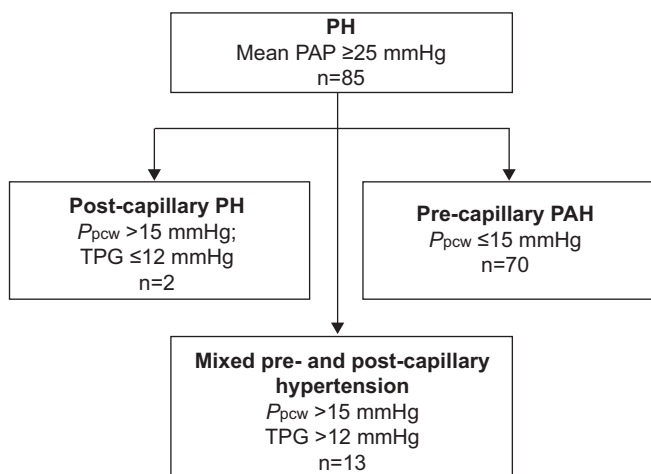 PH
Mean PAP ≥25 mmHg
n=85
Post-capillary PH
Ppcw >15 mmHg;
TPG ≤12 mmHg
n=2
Pre-capillary PAH
Ppcw ≤15 mmHg
n=70
Mixed pre- and post-capillary
hypertension
Ppcw >15 mmHg
TPG >12 mmHg
n=13